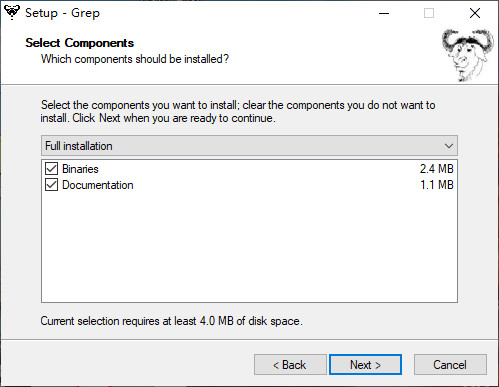 Setup - Grep
Select Components
Which components should be installed?
Select the components you want to install; clear the components you do not want to
install. Click Next when you are ready to continue.
Full installation
Binaries 2.4 MB
Documentation 1.1 MB
Current selection requires at least 4.0 MB of disk space.
< Back Next > Cancel